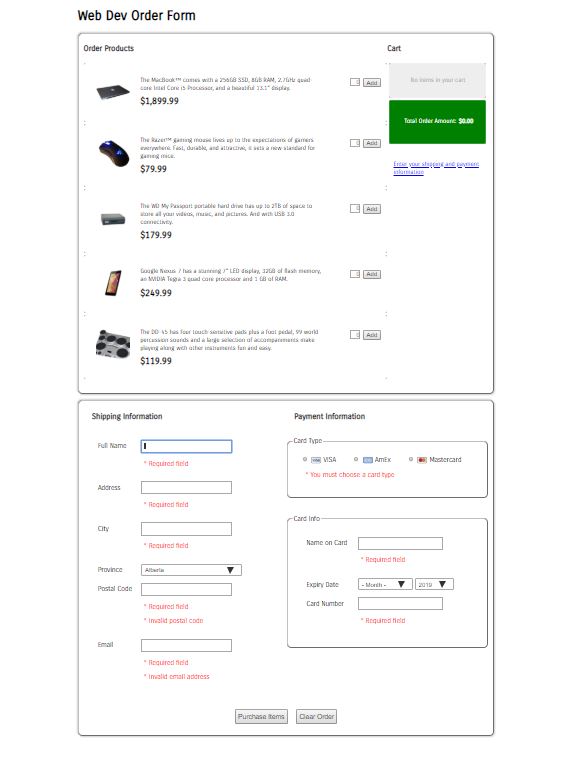 Web Dev Order Form
Order Products
The MacBook™ comes with a 256GB SSD, 8GB RAM, 2.7GHz quad-
core Intel Core i5 Processor, and a beautiful 13.1" display.
$1,899.99
0 Add
The Razer™ gaming mouse lives up to the expectations of gamers
everywhere. Fast, durable, and attractive, it sets a new standard for
gaming mice.
$79.99
0 Add
The WD My Passport portable hard drive has up to 2TB of space to
store all your videos, music, and pictures. And with USB 3.0
connectivity.
$179.99
0 Add
Google Nexus 7 has a stunning 7" LED display, 32GB of flash memory,
an NVIDIA Tegra 3 quad core processor and 1 GB of RAM.
$249.99
0 Add
The DD-45 has four touch-sensitive pads plus a foot pedal, 99 world
percussion sounds and a large selection of accompaniments make
playing along with other instruments fun and easy.
$119.99
0 Add
Cart
No items in your cart
Total Order Amount: $0.00
Enter your shipping and payment
information
Shipping Information
Full Name
* Required field
Address
* Required field
City
* Required field
Province Alberta
Postal Code
* Required field
* Invalid postal code
Email
* Required field
* Invalid email address
Payment Information
Card Type
VISA AmEx Mastercard
* You must choose a card type
Card Info
Name on Card
* Required field
Expiry Date - Month - 2019
Card Number
* Required field
Purchase Items Clear Order